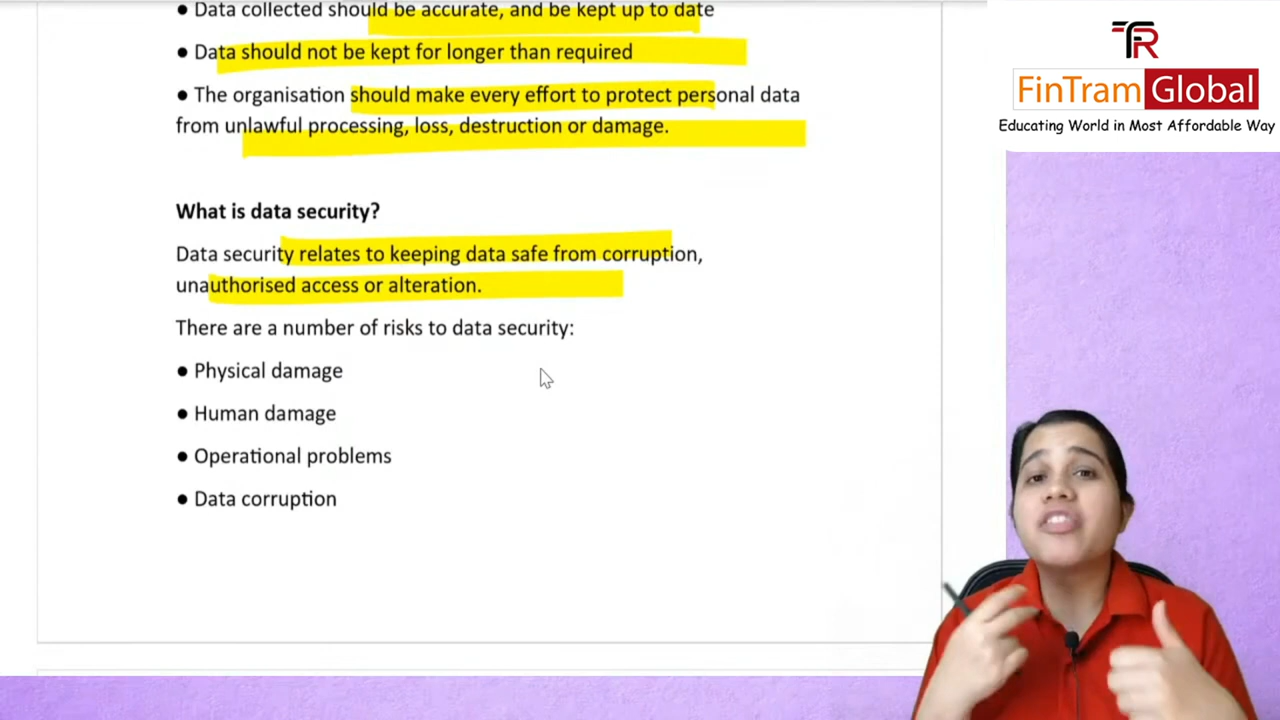 ● Data collected should be accurate, and be kept up to date
● Data should not be kept for longer than required
● The organisation should make every effort to protect personal data
from unlawful processing, loss, destruction or damage.
What is data security?
Data security relates to keeping data safe from corruption,
unauthorised access or alteration.
There are a number of risks to data security:
● Physical damage
● Human damage
● Operational problems
● Data corruption
TR
FinTram Global
Educating World in Most Affordable Way